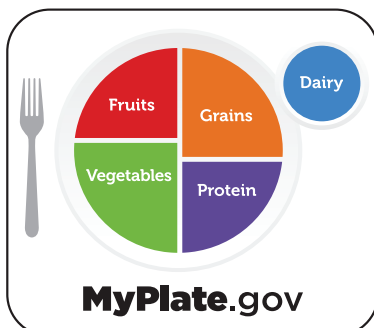 Fruits
Grains
Dairy
Vegetables
Protein
MyPlate.gov